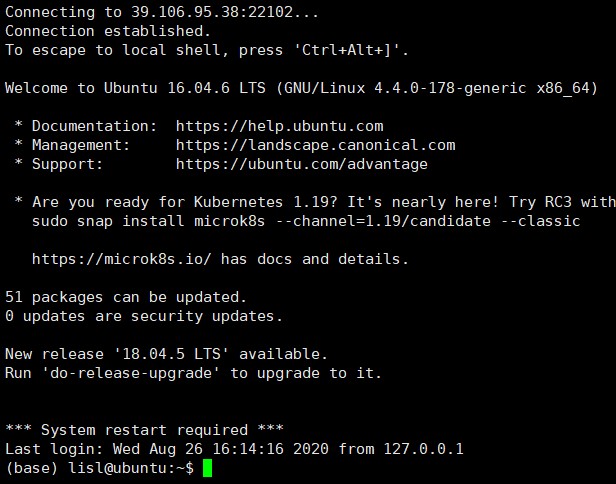 Connecting to 39.106.95.38:22102...
Connection established.
To escape to local shell, press 'Ctrl+Alt+]'.
Welcome to Ubuntu 16.04.6 LTS (GNU/Linux 4.4.0-178-generic x86_64)
* Documentation:  https://help.ubuntu.com
* Management:     https://landscape.canonical.com
* Support:        https://ubuntu.com/advantage
* Are you ready for Kubernetes 1.19? It's nearly here! Try RC3 with
sudo snap install microk8s --channel=1.19/candidate --classic
https://microk8s.io/ has docs and details.
51 packages can be updated.
0 updates are security updates.
New release '18.04.5 LTS' available.
Run 'do-release-upgrade' to upgrade to it.
*** System restart required ***
Last login: Wed Aug 26 16:14:16 2020 from 127.0.0.1
(base) lisl@ubuntu:~$